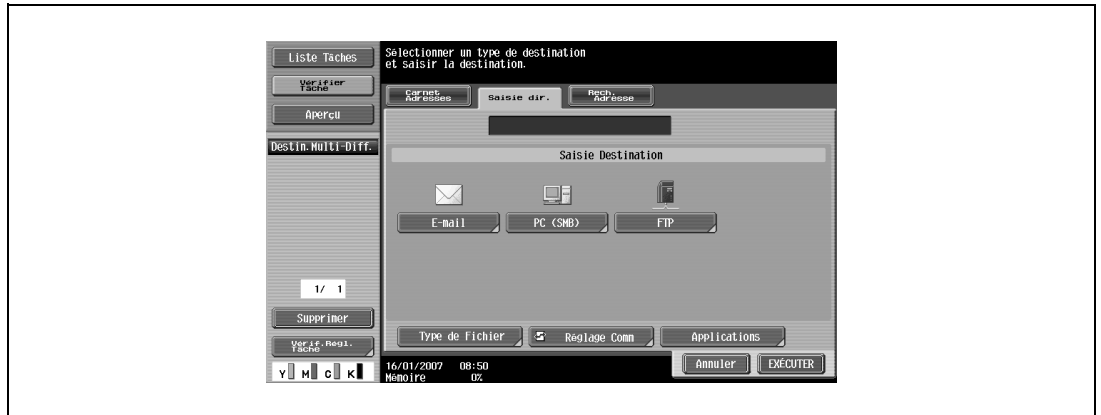 Liste Tâches
Vérifier
Tâche
Aperçu
Destin.Multi-Diff.
1/ 1
Supprimer
Vérif.Régl.
Tâche
Y M C K
Sélectionner un type de destination
et saisir la destination.
Carnet
Adresses
Saisie dir.
Rech.
Adresse
Saisie Destination
E-mail
PC (SMB)
FTP
Type de Fichier
Réglage Comm
Applications
16/01/2007 08:50
Mémoire 0%
Annuler
EXÉCUTER